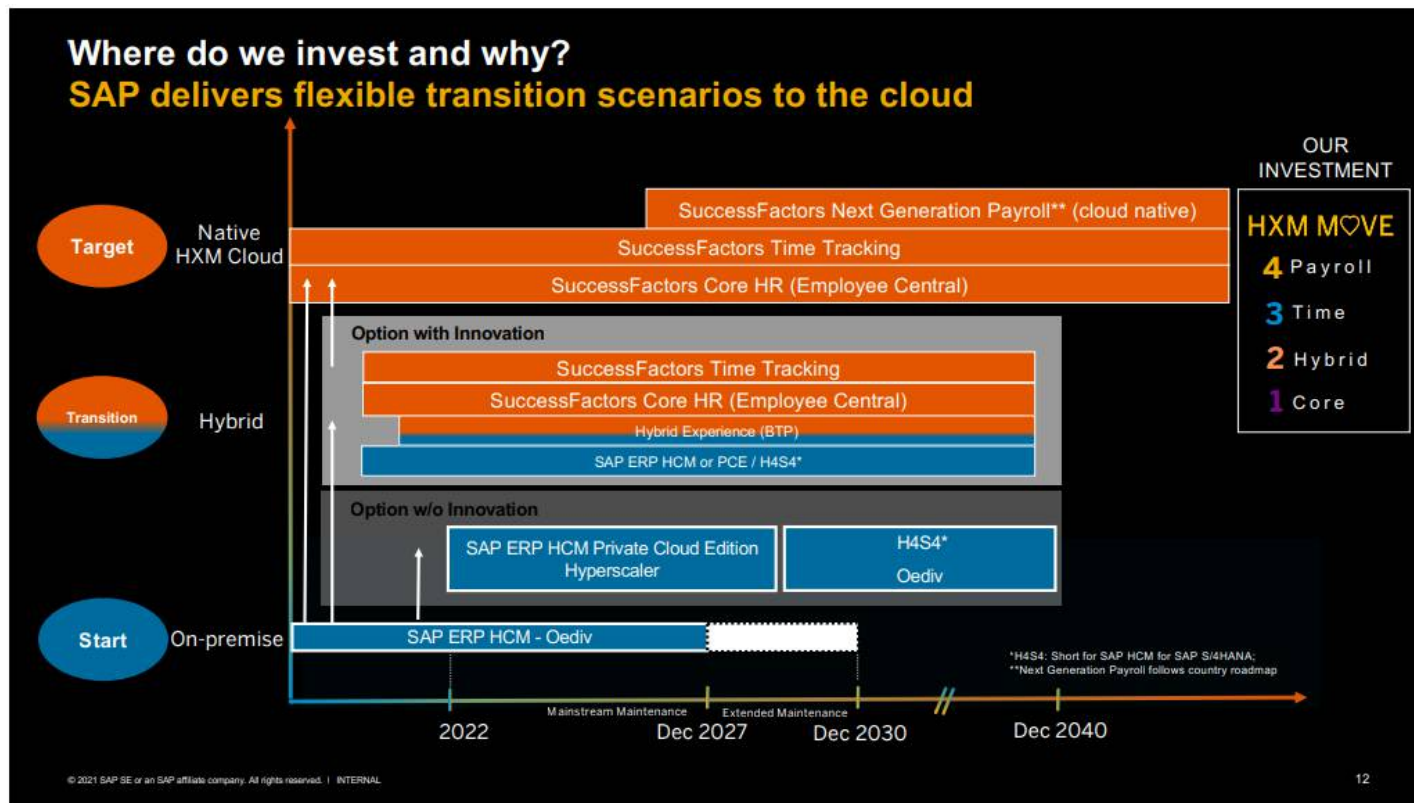 Where do we invest and why?
SAP delivers flexible transition scenarios to the cloud
OUR
INVESTMENT
HXM MOVE
4 Payroll
3 Time
2 Hybrid
1 Core
Target
Native
HXM Cloud
SuccessFactors Next Generation Payroll** (cloud native)
SuccessFactors Time Tracking
SuccessFactors Core HR (Employee Central)
Transition
Hybrid
Option with Innovation
SuccessFactors Time Tracking
SuccessFactors Core HR (Employee Central)
Hybrid Experience (BTP)
SAP ERP HCM or PCE / H4S4*
Option w/o Innovation
SAP ERP HCM Private Cloud Edition
Hyperscaler
H4S4*
Oediv
Start
On-premise
SAP ERP HCM - Oediv
*H4S4: Short for SAP HCM for SAP S/4HANA;
**Next Generation Payroll follows country roadmap
Mainstream Maintenance
Extended Maintenance
2022
Dec 2027
Dec 2030
Dec 2040
© 2021 SAP SE or an SAP affiliate company. All rights reserved. | INTERNAL
12